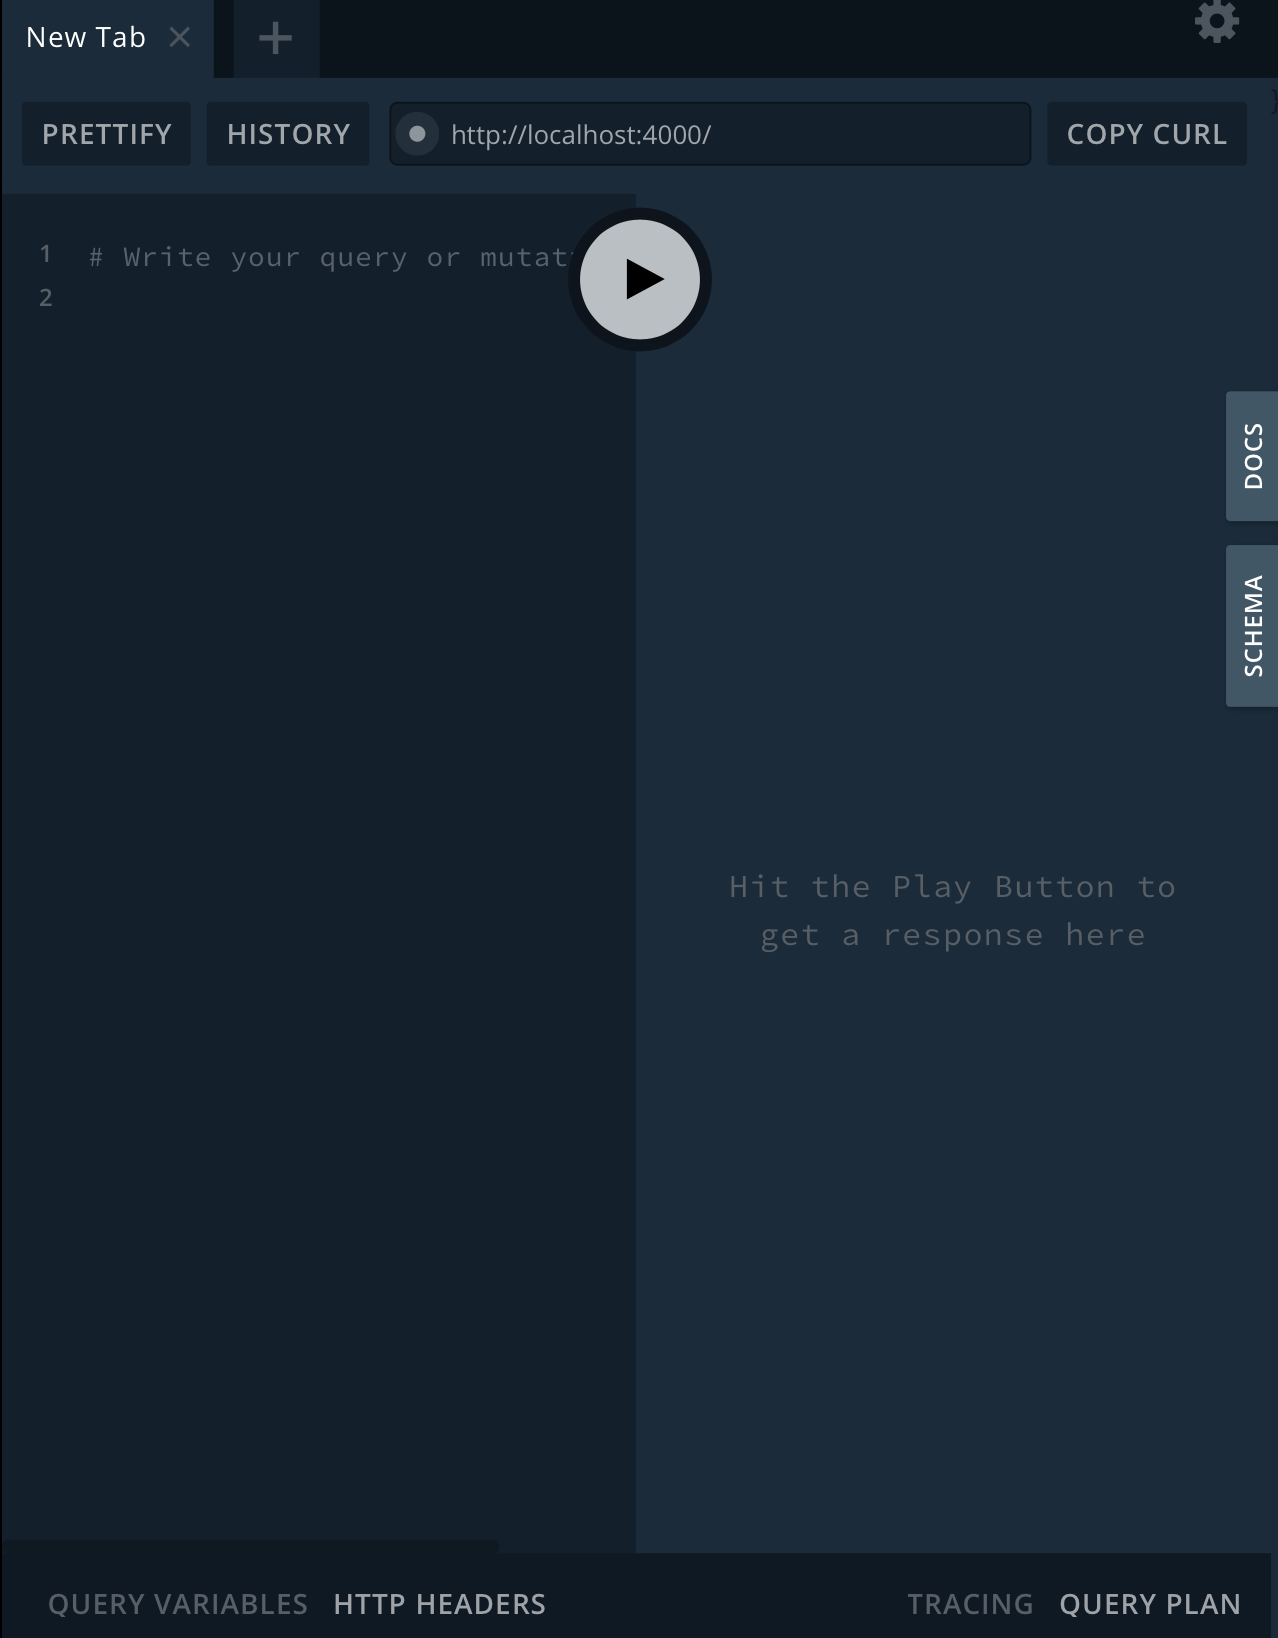 New Tab
PRETTIFY HISTORY http://localhost:4000/ COPY CURL
1 # Write your query or mutat
2
DOCS
SCHEMA
Hit the Play Button to
get a response here
QUERY VARIABLES HTTP HEADERS TRACING QUERY PLAN